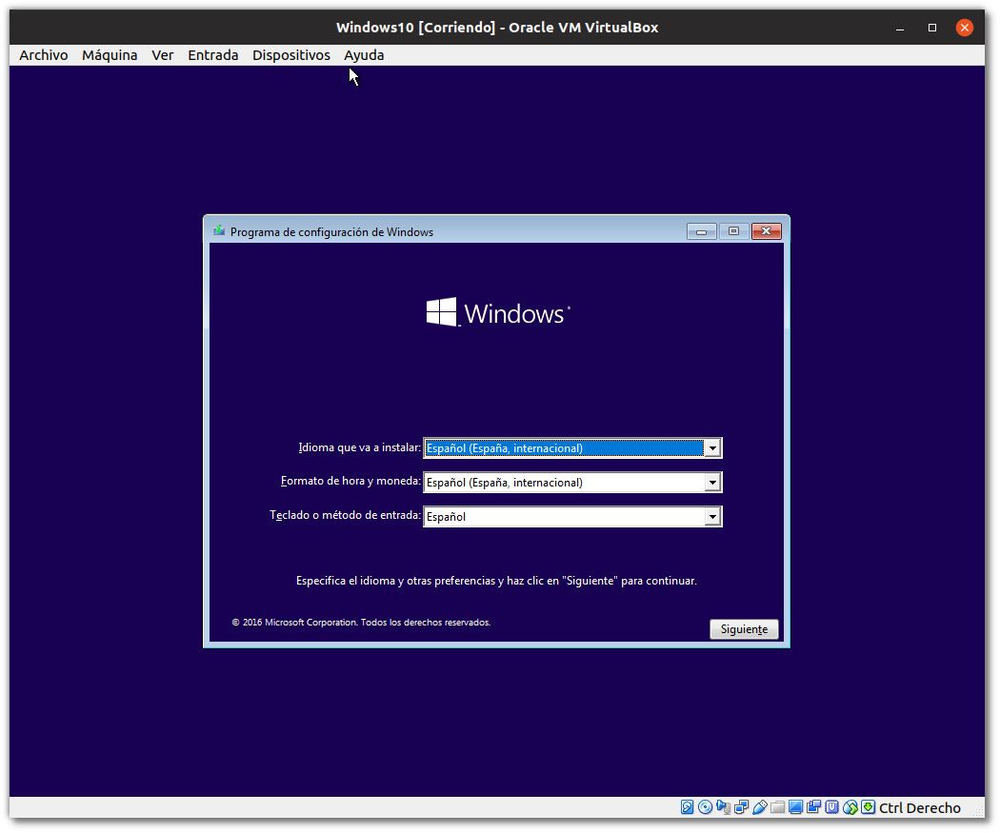 Windows10 [Corriendo] - Oracle VM VirtualBox
Archivo Máquina Ver Entrada Dispositivos Ayuda
Programa de configuración de Windows
Windows
Idioma que va a instalar: Español (España, internacional)
Formato de hora y moneda: Español (España, internacional)
Teclado o método de entrada: Español
Especifica el idioma y otras preferencias y haz clic en "Siguiente" para continuar.
© 2016 Microsoft Corporation. Todos los derechos reservados.
Siguiente
Ctrl Derecho